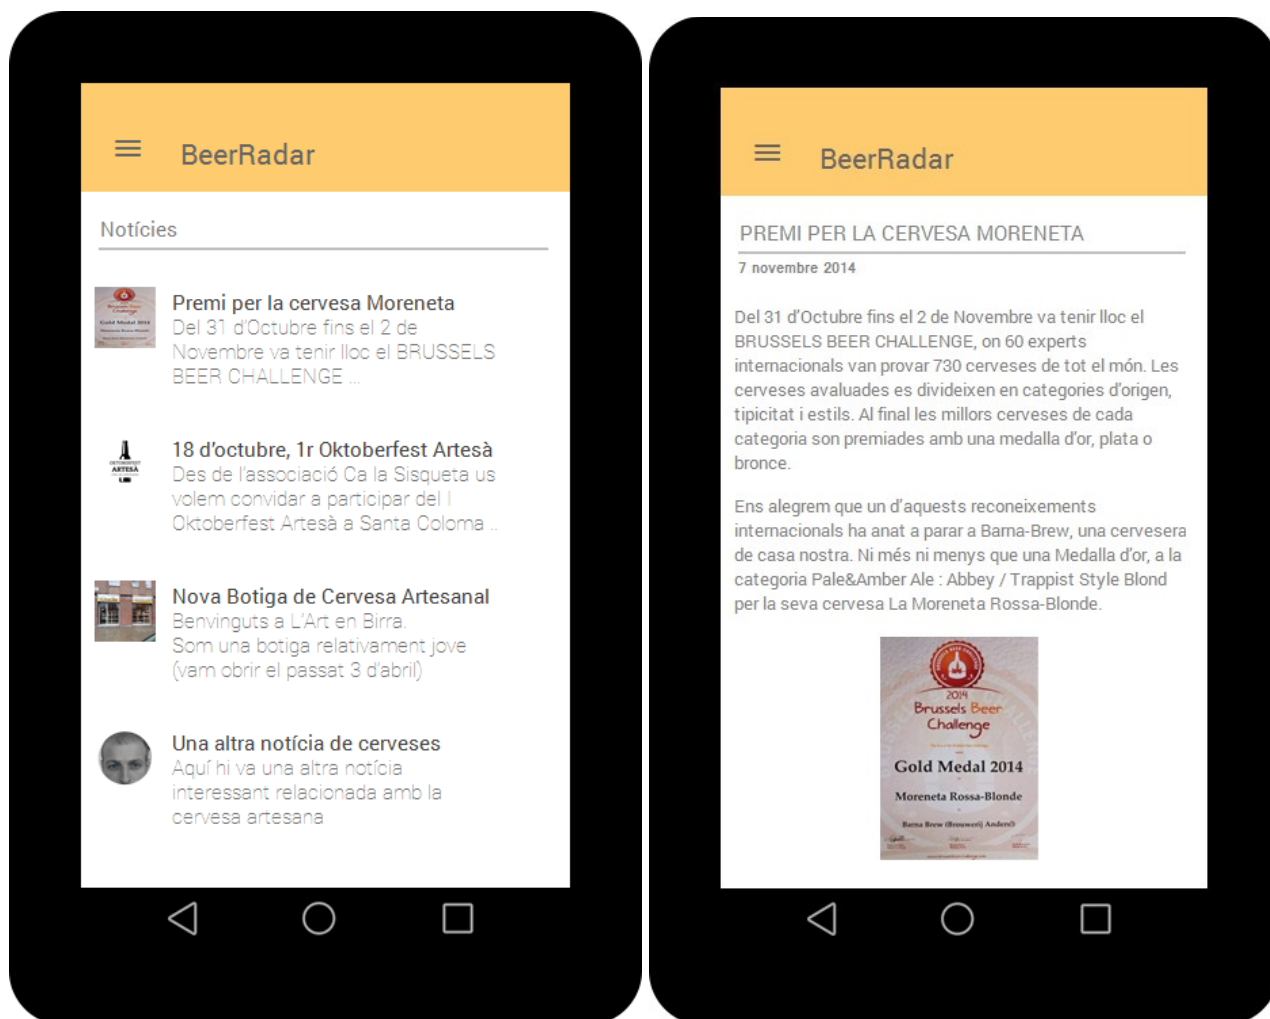 BeerRadar
Notícies
Premi per la cervesa Moreneta
Del 31 d'Octubre fins el 2 de
Novembre va tenir lloc el BRUSSELS
BEER CHALLENGE ...
18 d'octubre, 1r Oktoberfest Artesà
Des de l'associació Ca la Sisqueta us
volem convidar a participar del I
Oktoberfest Artesà a Santa Coloma ..
ARTESÀ
Nova Botiga de Cervesa Artesanal
Benvinguts a L'Art en Birra.
Som una botiga relativament jove
(vam obrir el passat 3 d'abril)
Una altra notícia de cerveses
Aquí hi va una altra notícia
interessant relacionada amb la
cervesa artesana
BeerRadar
PREMI PER LA CERVESA MORENETA
7 novembre 2014
Del 31 d'Octubre fins el 2 de Novembre va tenir lloc el
BRUSSELS BEER CHALLENGE, on 60 experts
internacionals van provar 730 cerveses de tot el món. Les
cerveses avaluades es divideixen en categories d'origen,
tipicitat i estils. Al final les millors cerveses de cada
categoria son premiades amb una medalla d'or, plata o
bronce.
Ens alegrem que un d'aquests reconeixements
internacionals ha anat a parar a Barna-Brew, una cervesera
de casa nostra. Ni més ni menys que una Medalla d'or, a la
categoria Pale&Amber Ale : Abbey / Trappist Style Blond
per la seva cervesa La Moreneta Rossa-Blonde.
2014
Brussels Beer
Challenge
Gold Medal 2014
Moreneta Rossa-Blonde
Barna Brew (Brouwerij Anders!)